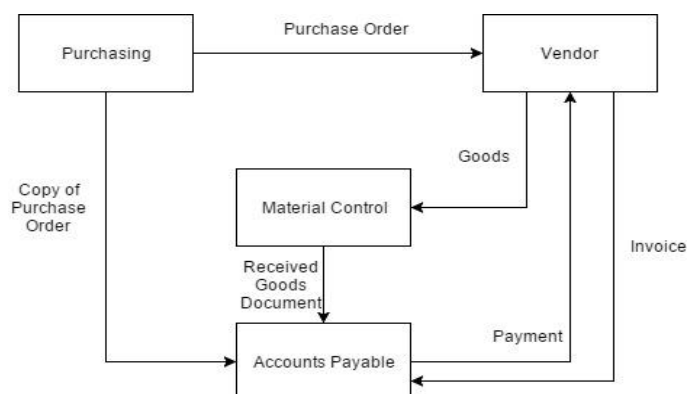 Purchase Order
Purchasing
Vendor
Goods
Copy of
Purchase
Order
Material Control
Invoice
Received
Goods
Document
Payment
Accounts Payable